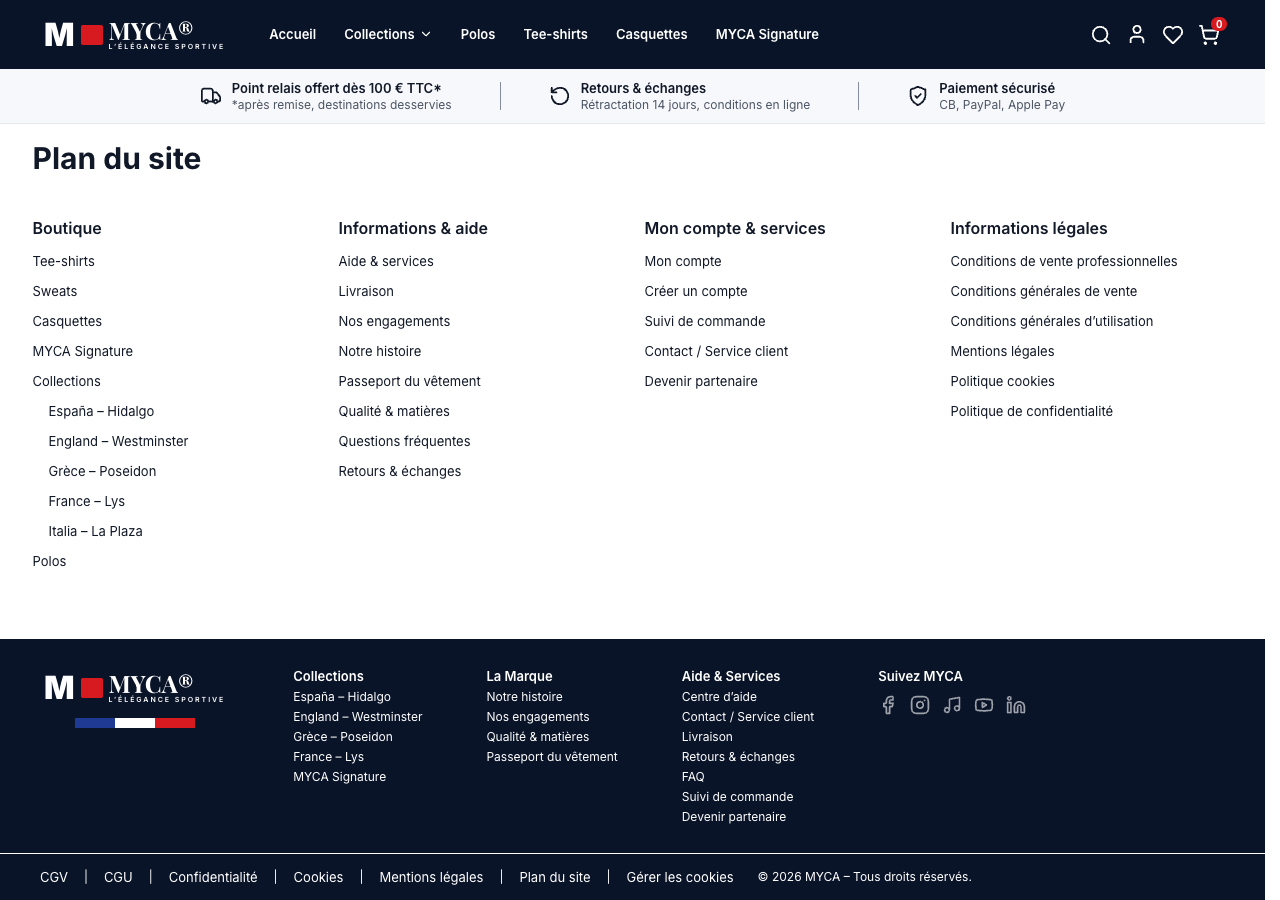 M MYCA®
L'ÉLÉGANCE SPORTIVE
Accueil Collections Polos Tee-shirts Casquettes MYCA Signature
0
Point relais offert dès 100 € TTC*
*après remise, destinations desservies
Retours & échanges
Rétractation 14 jours, conditions en ligne
Paiement sécurisé
CB, PayPal, Apple Pay
Plan du site
Boutique
Tee-shirts
Sweats
Casquettes
MYCA Signature
Collections
España – Hidalgo
England – Westminster
Grèce – Poseidon
France – Lys
Italia – La Plaza
Polos
Informations & aide
Aide & services
Livraison
Nos engagements
Notre histoire
Passeport du vêtement
Qualité & matières
Questions fréquentes
Retours & échanges
Mon compte & services
Mon compte
Créer un compte
Suivi de commande
Contact / Service client
Devenir partenaire
Informations légales
Conditions de vente professionnelles
Conditions générales de vente
Conditions générales d’utilisation
Mentions légales
Politique cookies
Politique de confidentialité
M MYCA®
L'ÉLÉGANCE SPORTIVE
Collections
España – Hidalgo
England – Westminster
Grèce – Poseidon
France – Lys
MYCA Signature
La Marque
Notre histoire
Nos engagements
Qualité & matières
Passeport du vêtement
Aide & Services
Centre d’aide
Contact / Service client
Livraison
Retours & échanges
FAQ
Suivi de commande
Devenir partenaire
Suivez MYCA
CGV | CGU | Confidentialité | Cookies | Mentions légales | Plan du site | Gérer les cookies © 2026 MYCA – Tous droits réservés.